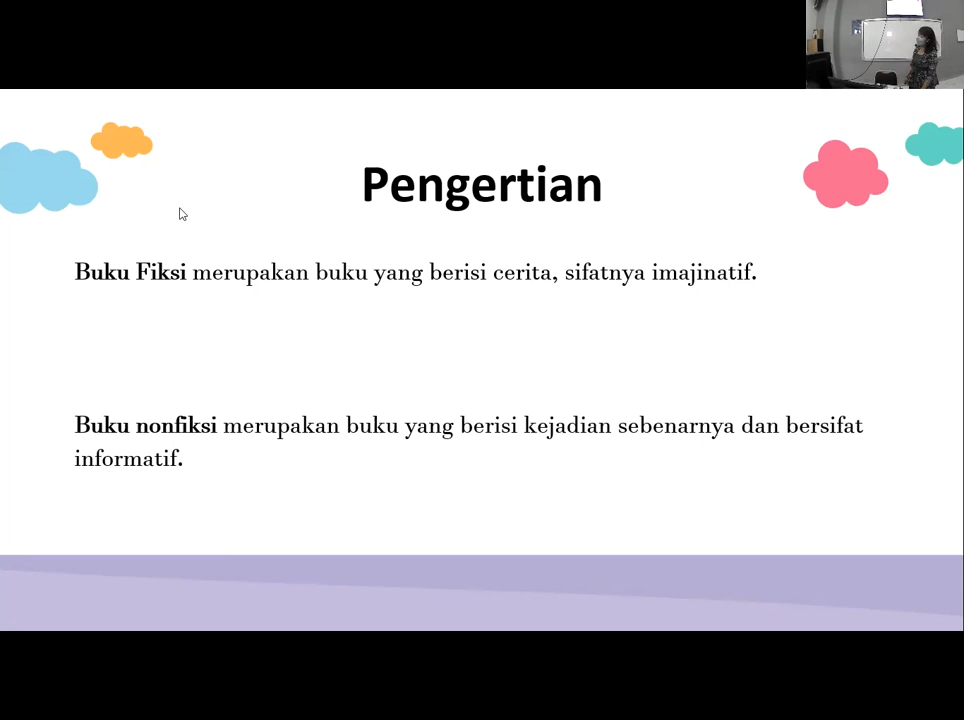 Pengertian
Buku Fiksi merupakan buku yang berisi cerita, sifatnya imajinatif.
Buku nonfiksi merupakan buku yang berisi kejadian sebenarnya dan bersifat
informatif.